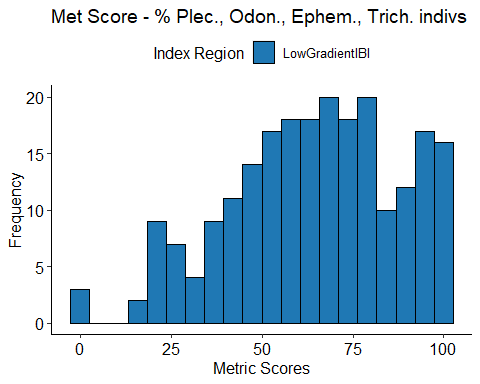 Met Score - % Plec., Odon., Ephem., Trich. indivs
Index Region LowGradientIBI
20
15
10
5
0
Frequency
0 25 50 75 100
Metric Scores